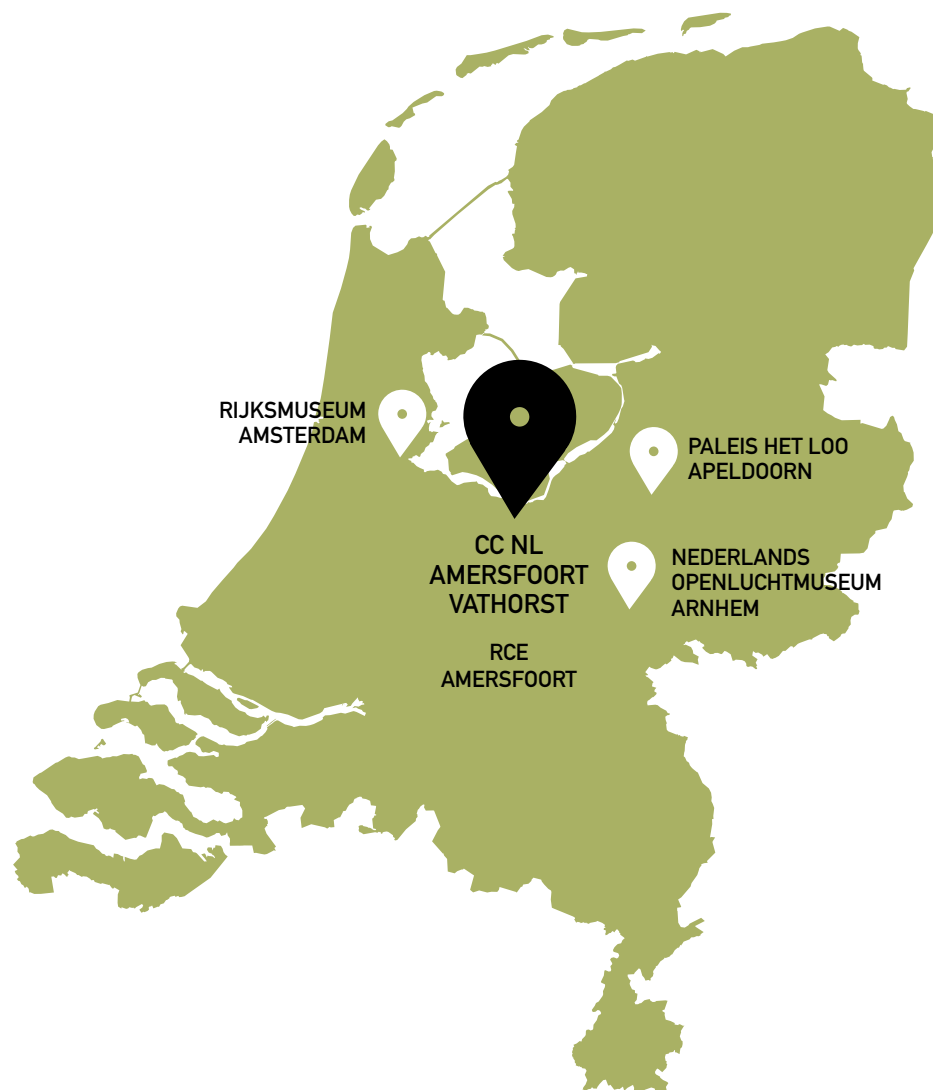 RIJKSMUSEUM
AMSTERDAM
PALEIS HET LOO
APELDOORN
CC NL
AMERSFOORT
VATHORST
NEDERLANDS
OPENLUCHTMUSEUM
ARNHEM
RCE
AMERSFOORT